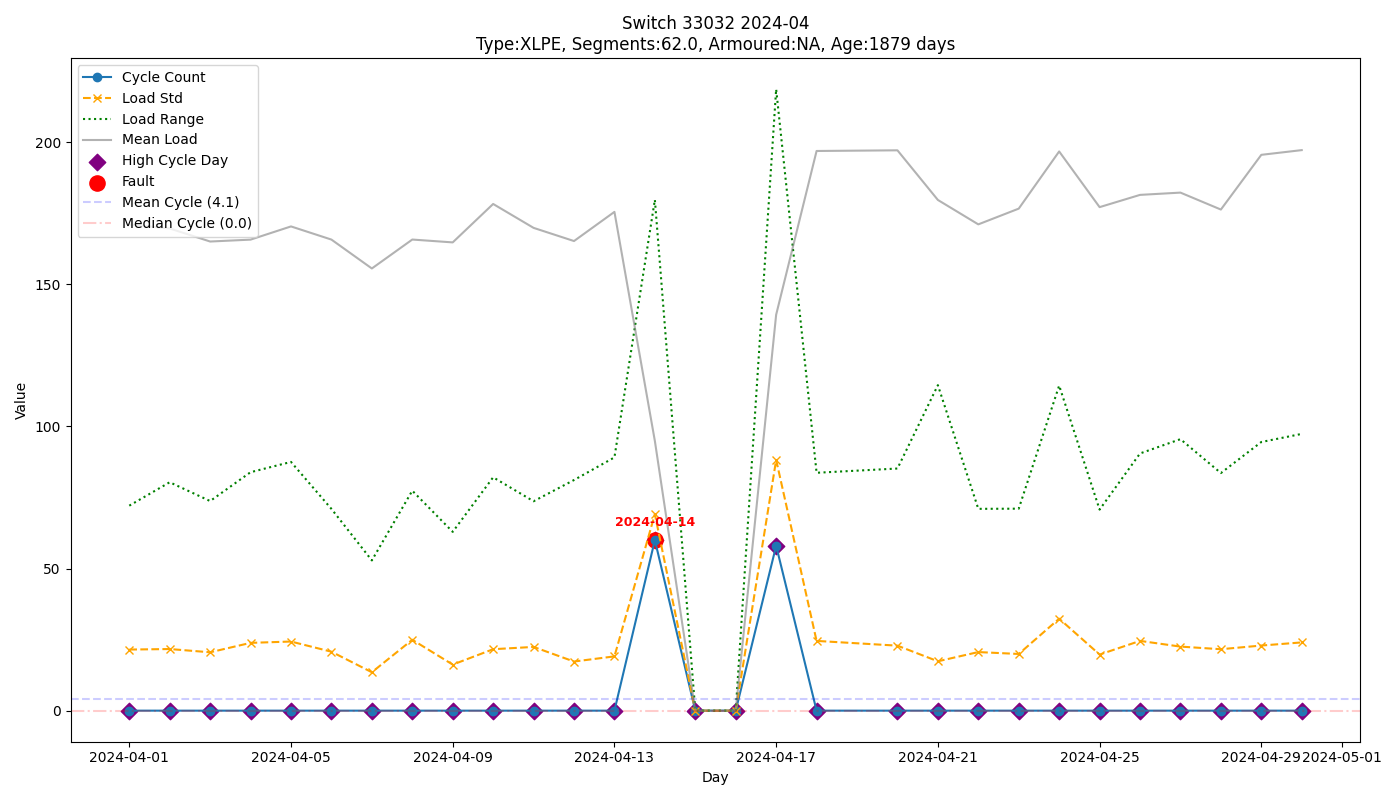 Switch 33032 2024-04
Type:XLPE, Segments:62.0, Armoured:NA, Age:1879 days
Cycle Count
Load Std
Load Range
Mean Load
High Cycle Day
Fault
Mean Cycle (4.1)
Median Cycle (0.0)
Value
200
150
100
50
0
2024-04-14
2024-04-01
2024-04-05
2024-04-09
2024-04-13
2024-04-17
2024-04-21
2024-04-25
2024-04-29
2024-05-01
Day